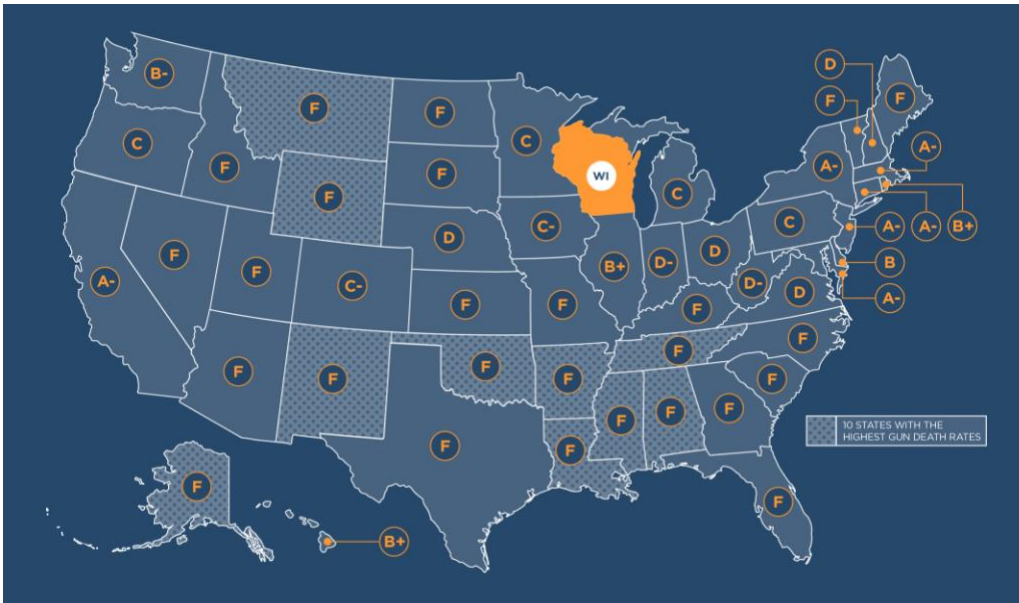 D
B-
F
F
F
F
C
C
A-
A-
F
F
WI
F
C
D
C
C-
A-
A-
B+
F
F
B+
D-
D
B
A-
C-
D-
D
A-
F
F
F
F
F
F
F
F
F
F
F
F
F
F
10 STATES WITH THE
HIGHEST GUN DEATH RATES
F
F
F
F
B+